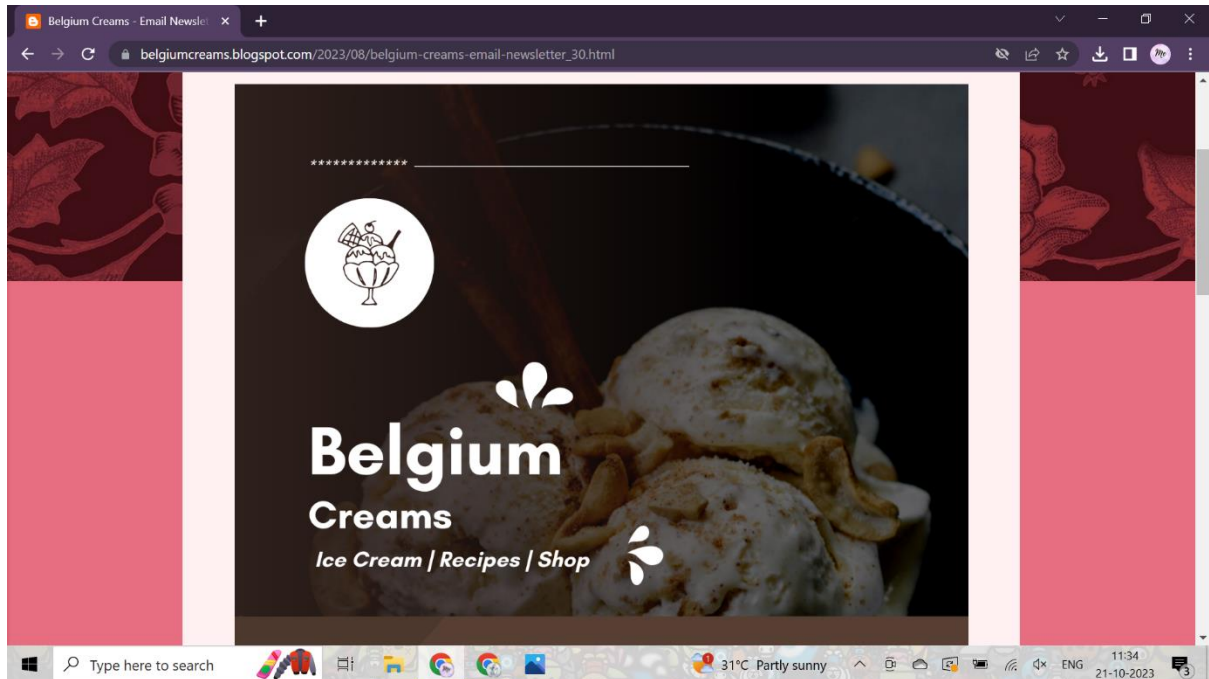 Belgium Creams - Email Newslet
belgiumcreams.blogspot.com/2023/08/belgium-creams-email-newsletter_30.html
*************
Belgium
Creams
Ice Cream | Recipes | Shop
Type here to search
31°C Partly sunny
ENG
11:34
21-10-2023
3